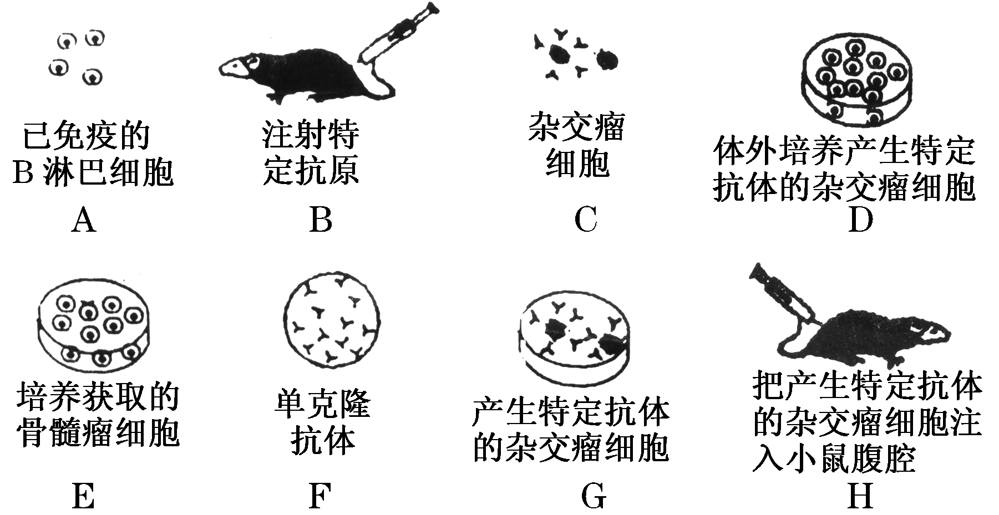 已免疫的
B 淋巴细胞
A
注射特
定抗原
B
杂交瘤
细胞
C
体外培养产生特定
抗体的杂交瘤细胞
D
培养获取的
骨髓瘤细胞
E
单克隆
抗体
F
产生特定抗体
的杂交瘤细胞
G
把产生特定抗体
的杂交瘤细胞注
入小鼠腹腔
H